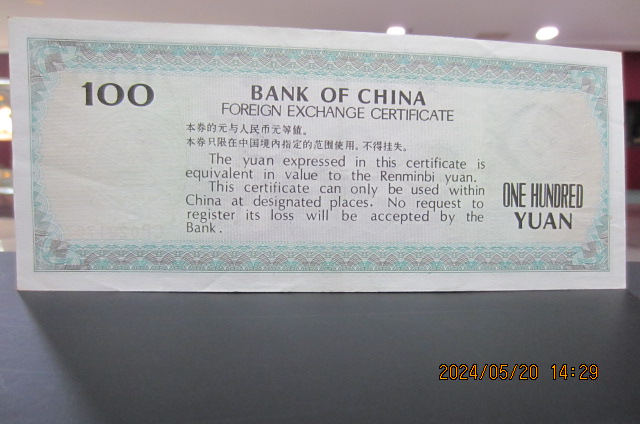 100
BANK OF CHINA
FOREIGN EXCHANGE CERTIFICATE
本券的元与人民币元等值。
本券只限在中国境内指定的范围使用，不得挂失。
The yuan expressed in this certificate is
equivalent in value to the Renminbi yuan.
This certificate can only be used within
China at designated places. No request to
register its loss will be accepted by the
Bank.
ONE HUNDRED
YUAN
2024/05/20 14:29